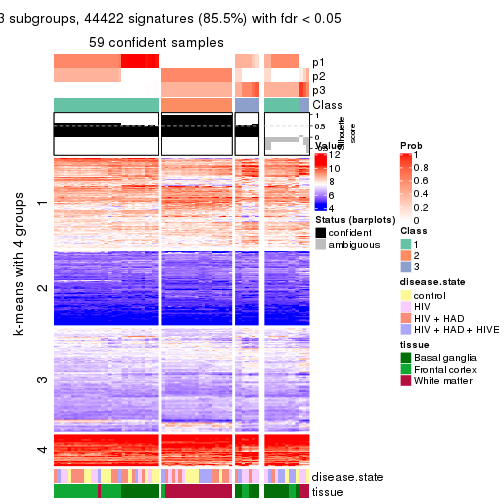 3 subgroups, 44422 signatures (85.5%) with fdr < 0.05
59 confident samples
p1
p2
p3
Class
1
0.5
0
Silhouette
score
Value
12
10
8
6
4
Status (barplots)
confident
ambiguous
Prob
1
0.8
0.6
0.4
0.2
0
Class
1
2
3
disease.state
control
HIV
HIV + HAD
HIV + HAD + HIVE
tissue
Basal ganglia
Frontal cortex
White matter
k-means with 4 groups
1
2
3
4
disease.state
tissue